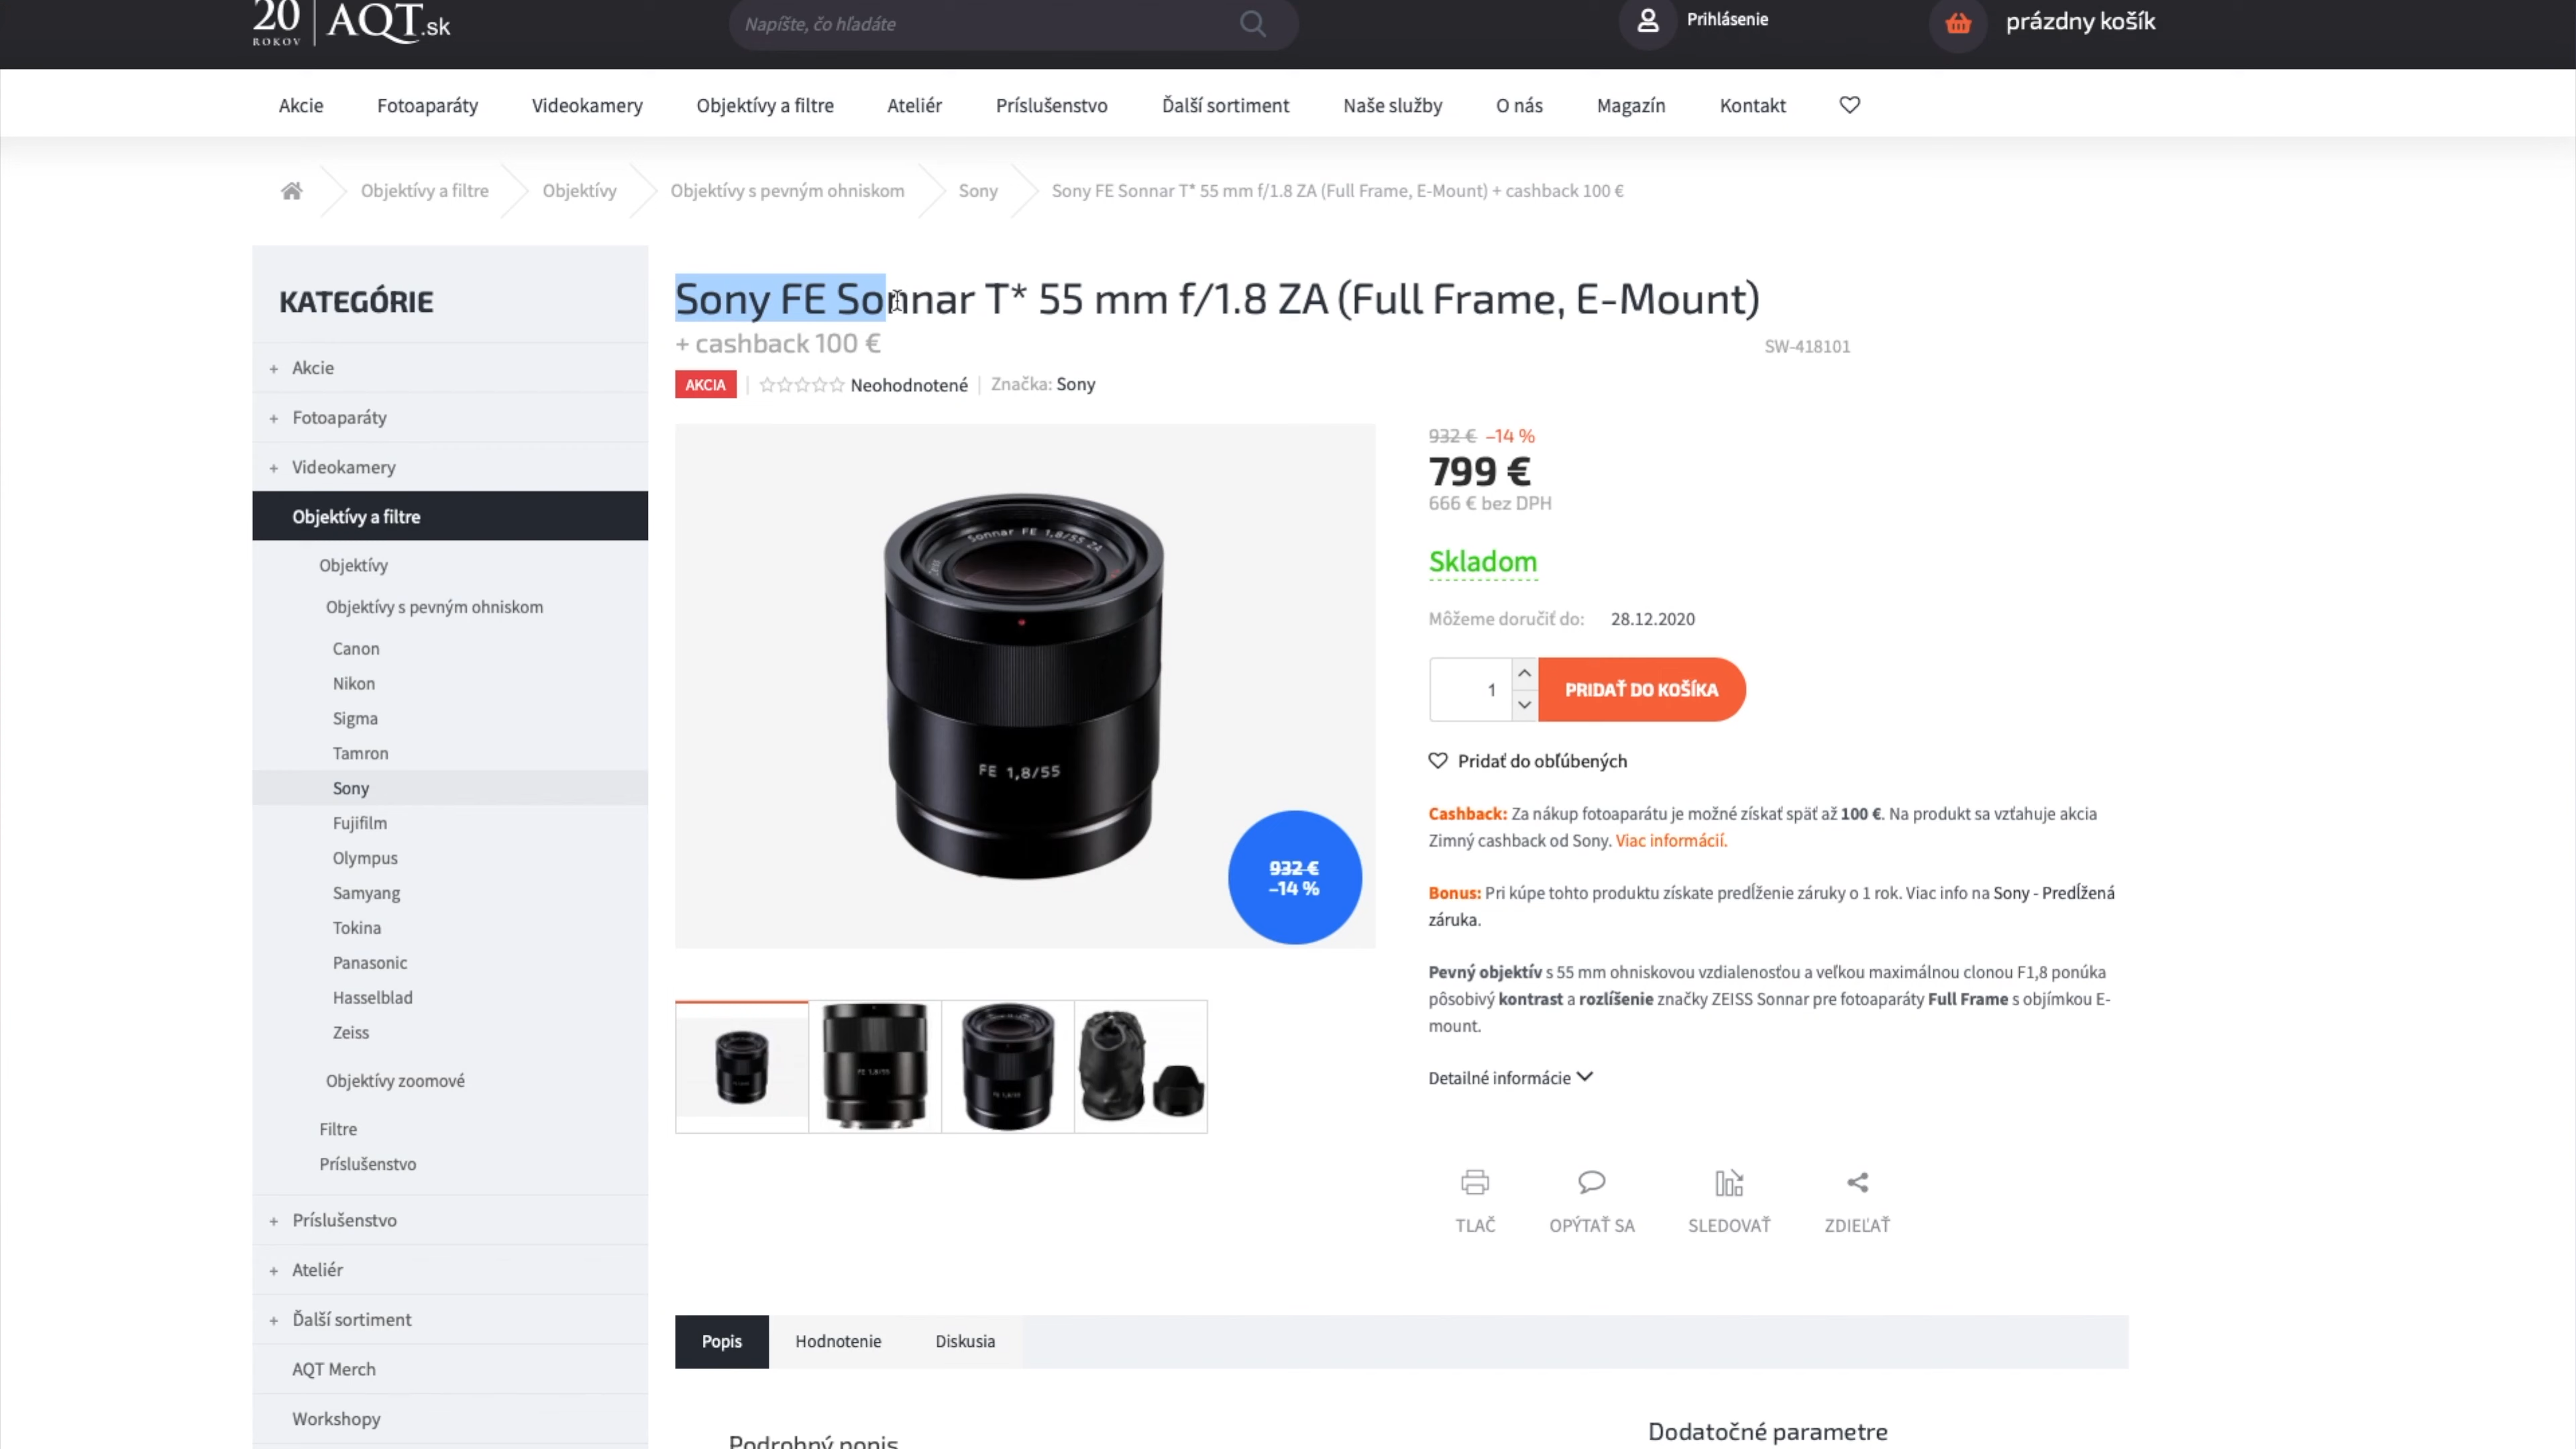 20 ROKOV AQT.sk
Napíšte, čo hľadáte
Prihlásenie
prázdny košík
Akcie Fotoaparáty Videokamery Objektívy a filtre Ateliér Príslušenstvo Ďalší sortiment Naše služby O nás Magazín Kontakt
Objektívy a filtre Objektívy Objektívy s pevným ohniskom Sony Sony FE Sonnar T* 55 mm f/1.8 ZA (Full Frame, E-Mount) + cashback 100 €
KATEGÓRIE
+ Akcie
+ Fotoaparáty
+ Videokamery
Objektívy a filtre
Objektívy
Objektívy s pevným ohniskom
Canon
Nikon
Sigma
Tamron
Sony
Fujifilm
Olympus
Samyang
Tokina
Panasonic
Hasselblad
Zeiss
Objektívy zoomové
Filtre
Príslušenstvo
+ Príslušenstvo
+ Ateliér
+ Ďalší sortiment
AQT Merch
Workshopy
Sony FE Sonnar T* 55 mm f/1.8 ZA (Full Frame, E-Mount)
+ cashback 100 €
SW-418101
AKCIA Neohodnotené Značka: Sony
Sonnar FE 1,8/55 ZA
FE 1,8/55
932 €
–14 %
FE 1,8/55
932 € –14 %
799 €
666 € bez DPH
Skladom
Môžeme doručiť do: 28.12.2020
1 PRIDAŤ DO KOŠÍKA
Pridať do obľúbených
Cashback: Za nákup fotoaparátu je možné získať späť až 100 €. Na produkt sa vzťahuje akcia
Zimný cashback od Sony. Viac informácií.
Bonus: Pri kúpe tohto produktu získate predĺženie záruky o 1 rok. Viac info na Sony - Predĺžená
záruka.
Pevný objektív s 55 mm ohniskovou vzdialenosťou a veľkou maximálnou clonou F1,8 ponúka
pôsobivý kontrast a rozlíšenie značky ZEISS Sonnar pre fotoaparáty Full Frame s objímkou E-
mount.
Detailné informácie
TLAČ OPÝTAŤ SA SLEDOVAŤ ZDIEĽAŤ
Popis Hodnotenie Diskusia
Podrobný popis
Dodatočné parametre